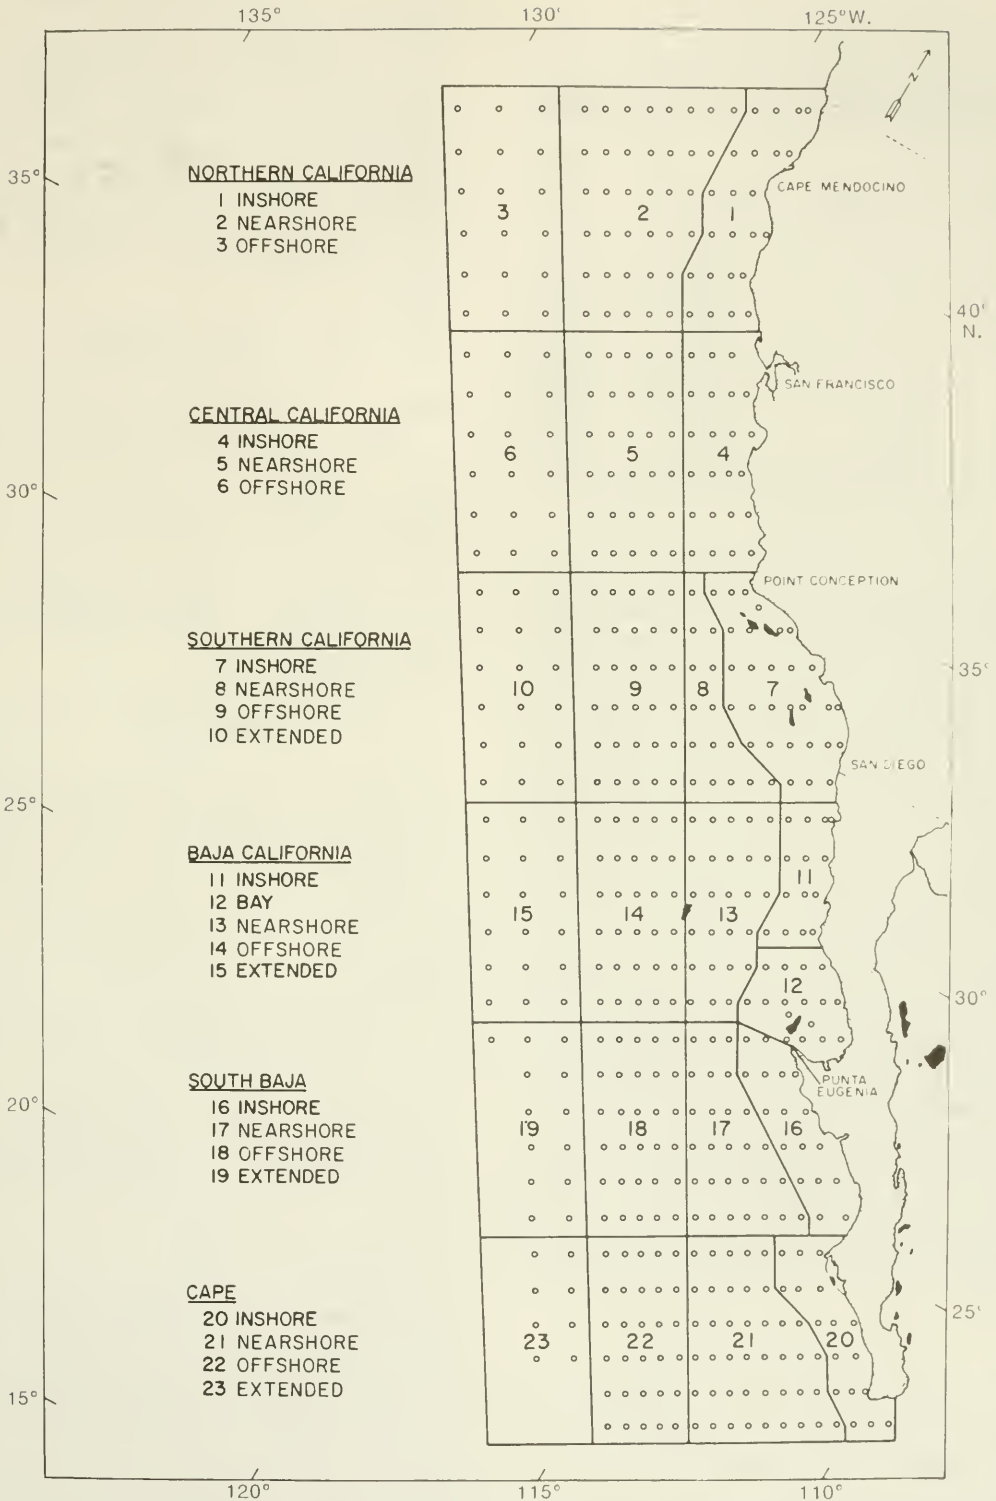 135°
130°
125°W.
N
35°
NORTHERN CALIFORNIA
1 INSHORE
2 NEARSHORE
3 OFFSHORE
3
2
1
CAPE MENDOCINO
40°
N.
SAN FRANCISCO
CENTRAL CALIFORNIA
4 INSHORE
5 NEARSHORE
6 OFFSHORE
6
5
4
30°
POINT CONCEPTION
SOUTHERN CALIFORNIA
7 INSHORE
8 NEARSHORE
9 OFFSHORE
10 EXTENDED
10
9
8
7
35°
SAN DIEGO
25°
BAJA CALIFORNIA
11 INSHORE
12 BAY
13 NEARSHORE
14 OFFSHORE
15 EXTENDED
15
14
13
11
12
30°
PUNTA
EUGENIA
20°
SOUTH BAJA
16 INSHORE
17 NEARSHORE
18 OFFSHORE
19 EXTENDED
19
18
17
16
25°
CAPE
20 INSHORE
21 NEARSHORE
22 OFFSHORE
23 EXTENDED
23
22
21
20
15°
120°
115°
110°